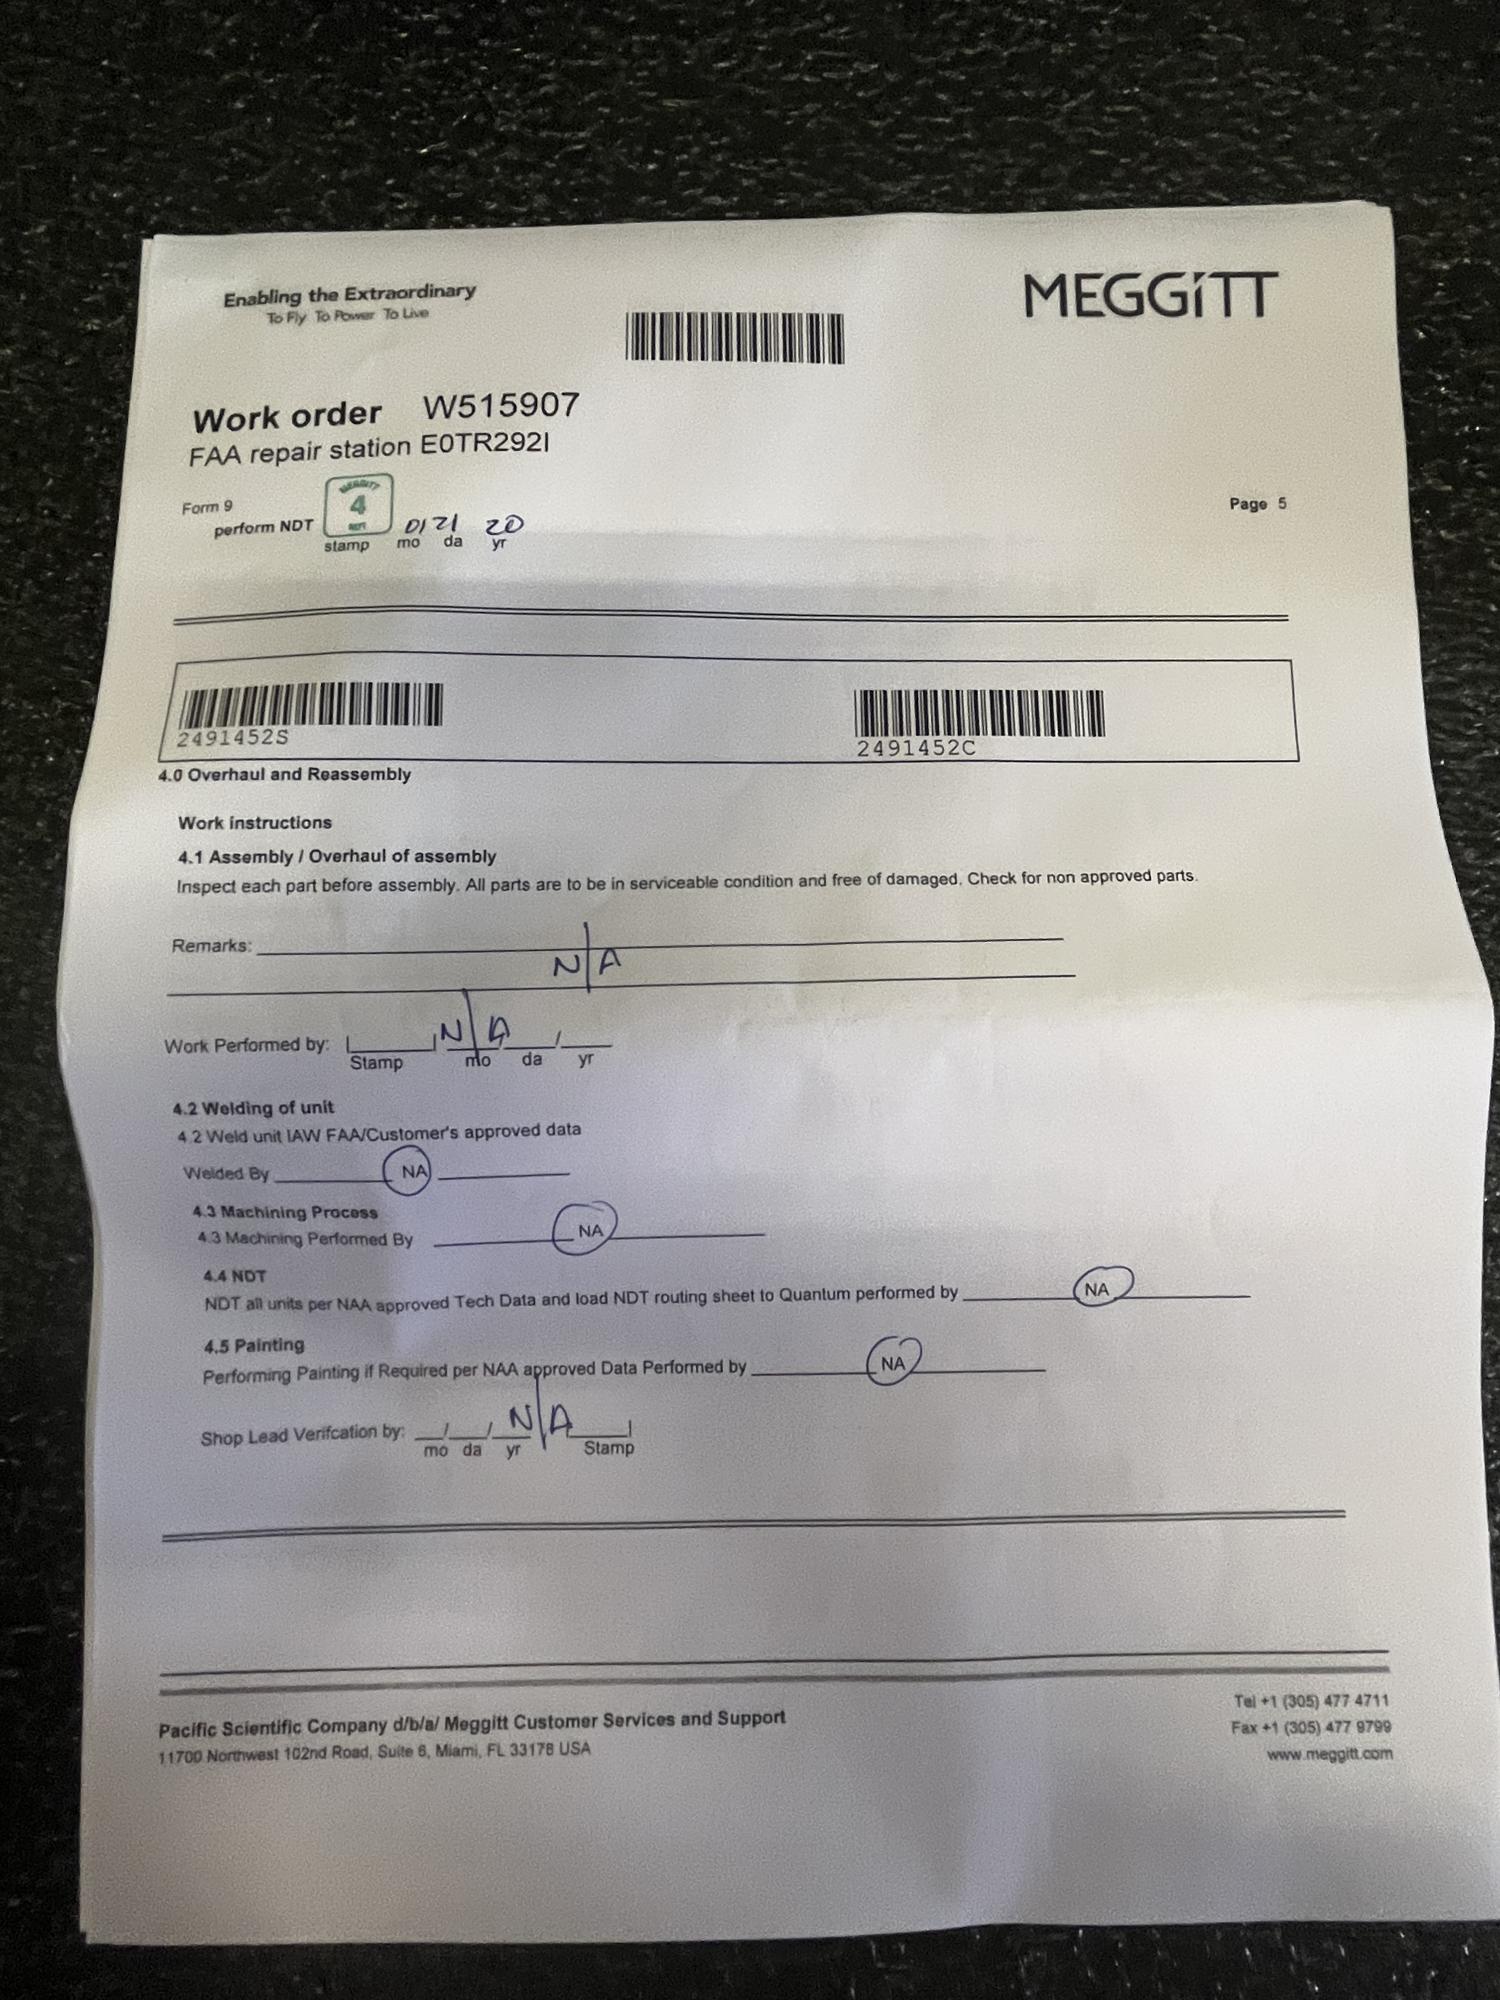 Enabling the Extraordinary
To Fly To Power To Live
MEGGiTT
Work order W515907
FAA repair station E0TR292I
Form 9
Page 5
perform NDT
MEGGITT
4
NDT
01 21 20
stamp mo da yr
2491452S
2491452C
4.0 Overhaul and Reassembly
Work instructions
4.1 Assembly / Overhaul of assembly
Inspect each part before assembly. All parts are to be in serviceable condition and free of damaged. Check for non approved parts.
Remarks:
N/A
Work Performed by: N/A
Stamp mo da yr
4.2 Welding of unit
4.2 Weld unit IAW FAA/Customer's approved data
Welded By NA
4.3 Machining Process
4.3 Machining Performed By NA
4.4 NDT
NDT all units per NAA approved Tech Data and load NDT routing sheet to Quantum performed by NA
4.5 Painting
Performing Painting if Required per NAA approved Data Performed by NA
Shop Lead Verifcation by: N/A
mo da yr Stamp
Pacific Scientific Company d/b/a/ Meggitt Customer Services and Support
11700 Northwest 102nd Road, Suite 6, Miami, FL 33178 USA
Tel +1 (305) 477 4711
Fax +1 (305) 477 9799
www.meggitt.com